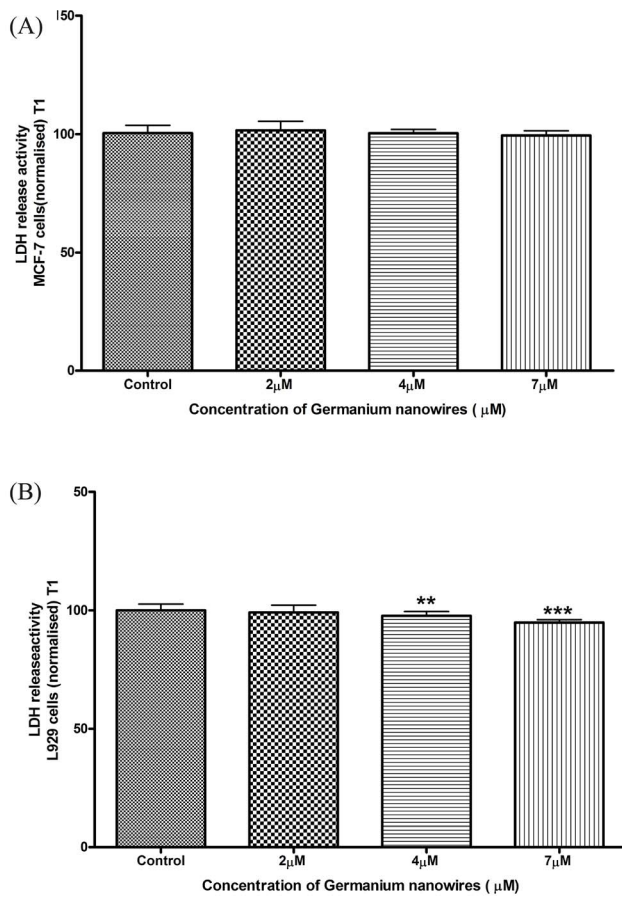 (A)
150
100
50
0
LDH release activity
MCF-7 cells(normalised) T1
Control
2μM
4μM
7μM
Concentration of Germanium nanowires ( μM)
(B)
50
100
50
0
LDH releaseactivity
L929 cells (normalised) T1
**
***
Control
2μM
4μM
7μM
Concentration of Germanium nanowires ( μM)